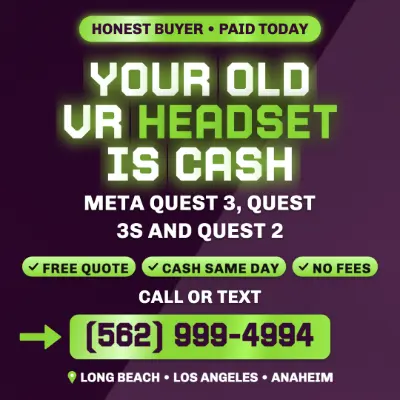 HONEST BUYER • PAID TODAY
YOUR OLD
VR HEADSET
IS CASH
META QUEST 3, QUEST
3S AND QUEST 2
✓ FREE QUOTE ✓ CASH SAME DAY ✓ NO FEES
CALL OR TEXT
(562) 999-4994
LONG BEACH • LOS ANGELES • ANAHEIM